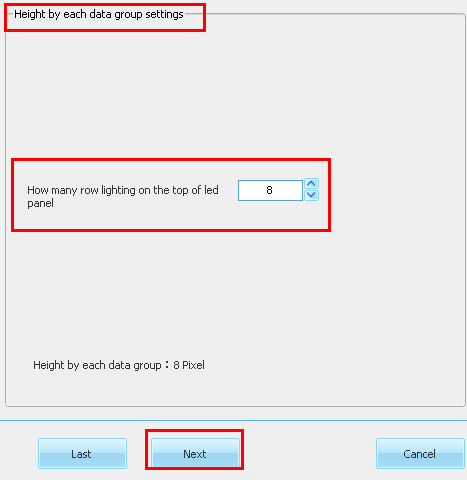 Height by each data group settings
How many row lighting on the top of led
panel
8
Height by each data group：8 Pixel
Last
Next
Cancel